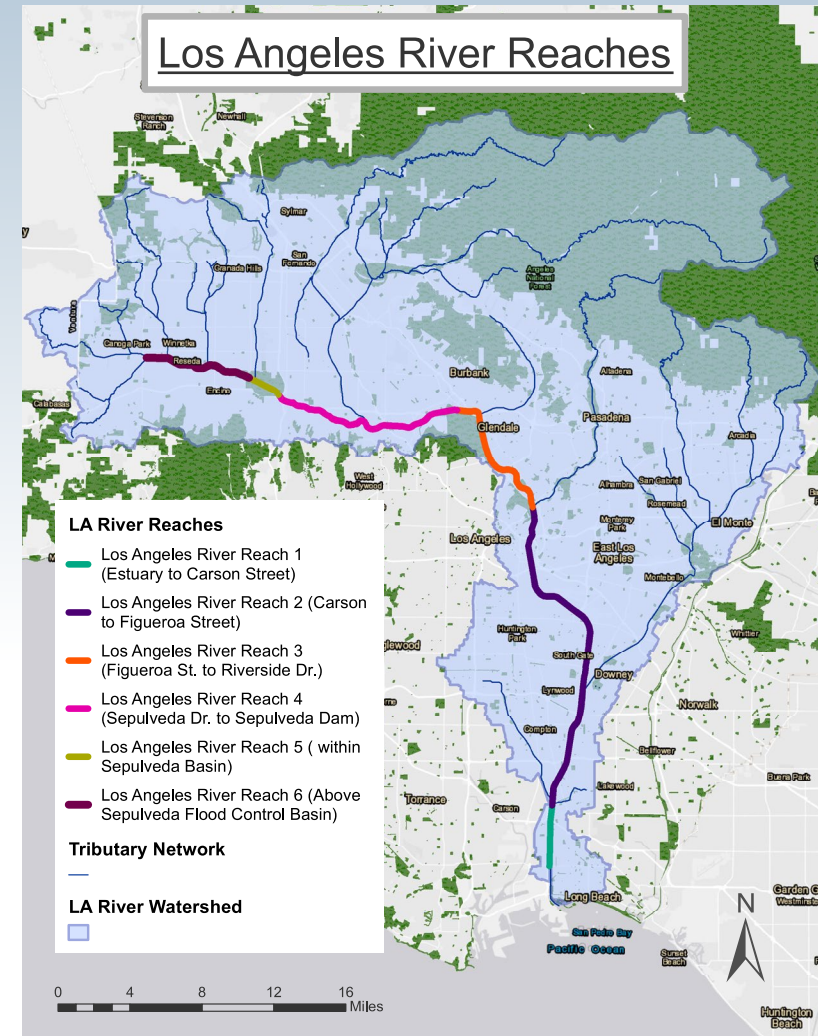 Los Angeles River Reaches
Stevenson
Ranch
Newhall
Sylmar
San
Fernando
Granada Hills
Angeles
National
Forest
Ventura
Canoga Park
Winnetka
Reseda
Encino
Burbank
Altadena
Calabasas
Glendale
Pasadena
Arcadia
West
Hollywood
Alhambra
San Gabriel
Rosemead
Los Angeles
Monterey
Park
El Monte
East Los
Angeles
Montebello
Huntington
Park
Whittier
South Gate
Downey
Lynwood
Norwalk
Compton
Bellflower
Buena Park
Lakewood
Torrance
Carson
Long Beach
Garden G
Westminste
San Pedro Bay
Pacific Ocean
Sunset
Beach
Huntington
Beach
LA River Reaches
Los Angeles River Reach 1
(Estuary to Carson Street)
Los Angeles River Reach 2 (Carson
to Figueroa Street)
Los Angeles River Reach 3
(Figueroa St. to Riverside Dr.)
Los Angeles River Reach 4
(Sepulveda Dr. to Sepulveda Dam)
Los Angeles River Reach 5 ( within
Sepulveda Basin)
Los Angeles River Reach 6 (Above
Sepulveda Flood Control Basin)
Tributary Network
LA River Watershed
N
0 4 8 12 16
Miles